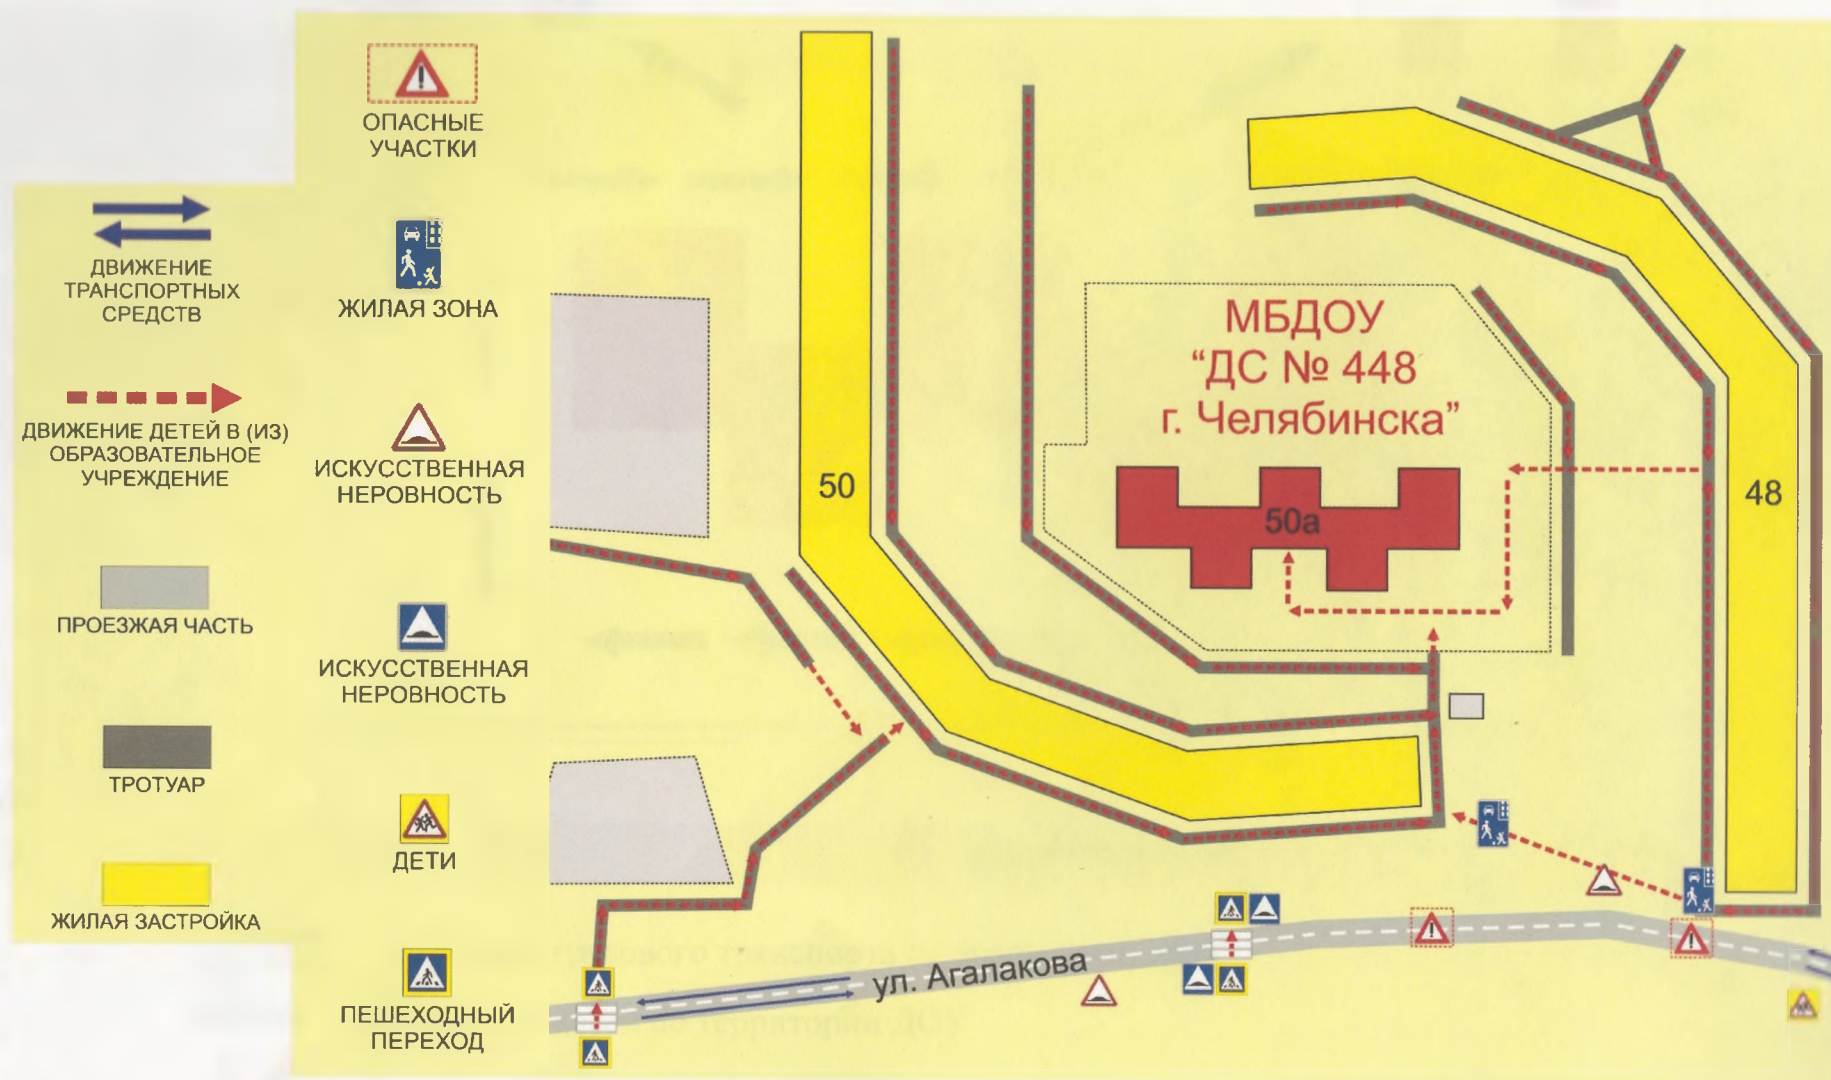 ОПАСНЫЕ
УЧАСТКИ
ДВИЖЕНИЕ
ТРАНСПОРТНЫХ
СРЕДСТВ
ЖИЛАЯ ЗОНА
ДВИЖЕНИЕ ДЕТЕЙ В (ИЗ)
ОБРАЗОВАТЕЛЬНОЕ
УЧРЕЖДЕНИЕ
ИСКУССТВЕННАЯ
НЕРОВНОСТЬ
ПРОЕЗЖАЯ ЧАСТЬ
ИСКУССТВЕННАЯ
НЕРОВНОСТЬ
ТРОТУАР
ДЕТИ
ЖИЛАЯ ЗАСТРОЙКА
ПЕШЕХОДНЫЙ
ПЕРЕХОД
МБДОУ
“ДС № 448
г. Челябинска”
50
50а
48
ул. Агалакова